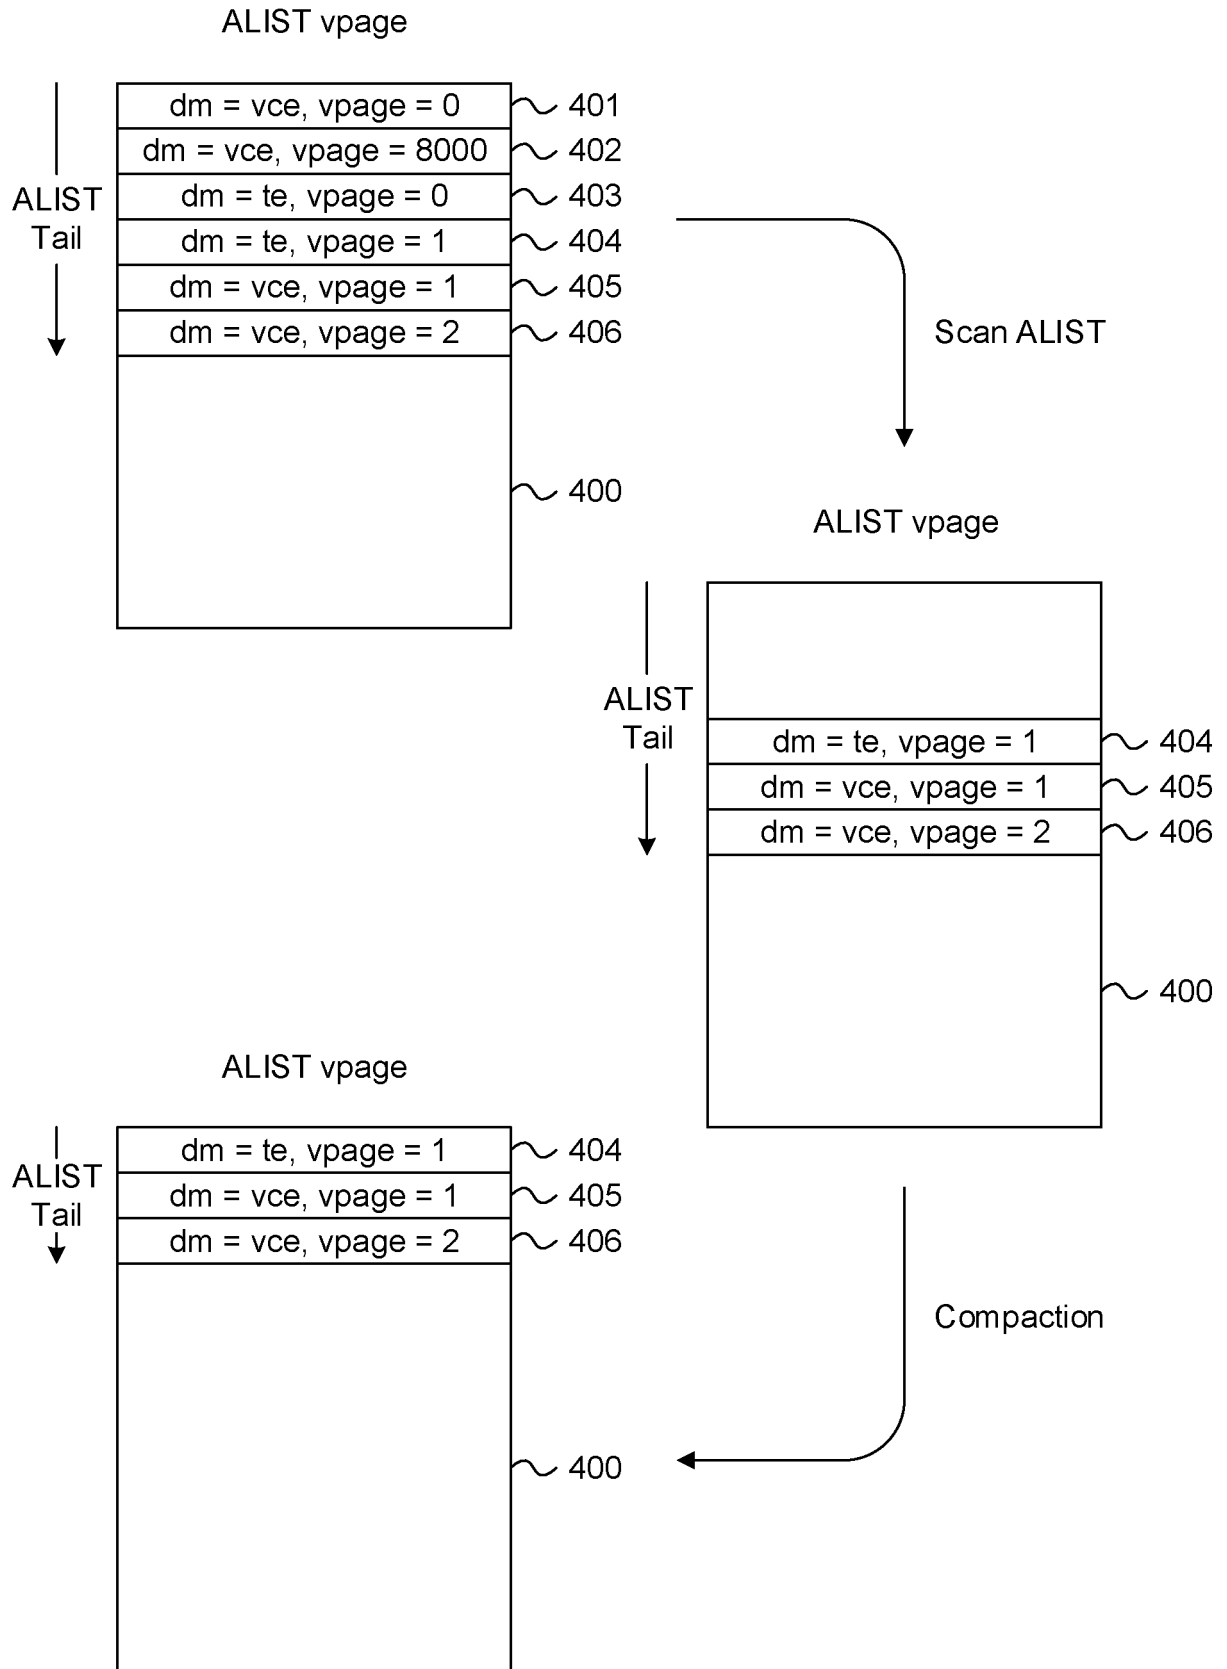 ALIST vpage
dm = vce, vpage = 0
401
dm = vce, vpage = 8000
402
dm = te, vpage = 0
403
dm = te, vpage = 1
404
dm = vce, vpage = 1
405
dm = vce, vpage = 2
406
ALIST
Tail
400
Scan ALIST
ALIST vpage
ALIST
Tail
dm = te, vpage = 1
404
dm = vce, vpage = 1
405
dm = vce, vpage = 2
406
400
ALIST vpage
ALIST
Tail
dm = te, vpage = 1
404
dm = vce, vpage = 1
405
dm = vce, vpage = 2
406
Compaction
400